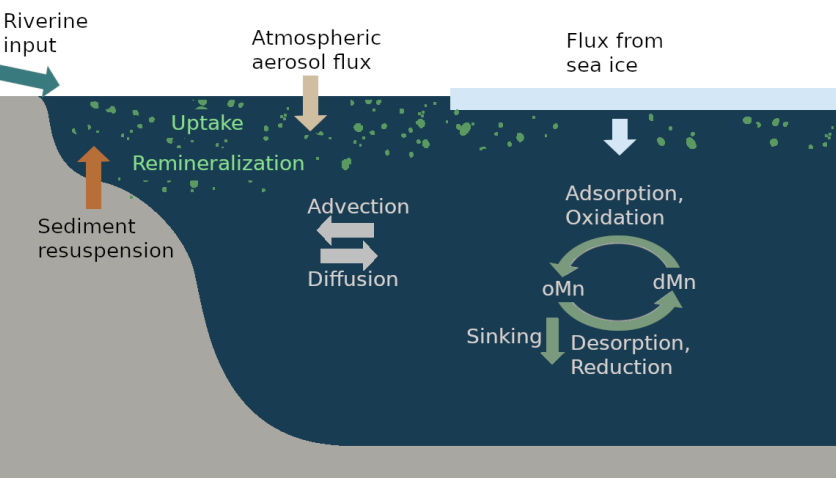 Riverine
input
Atmospheric
aerosol flux
Flux from
sea ice
Uptake
Remineralization
Sediment
resuspension
Advection
Diffusion
Adsorption,
Oxidation
oMn
dMn
Sinking
Desorption,
Reduction